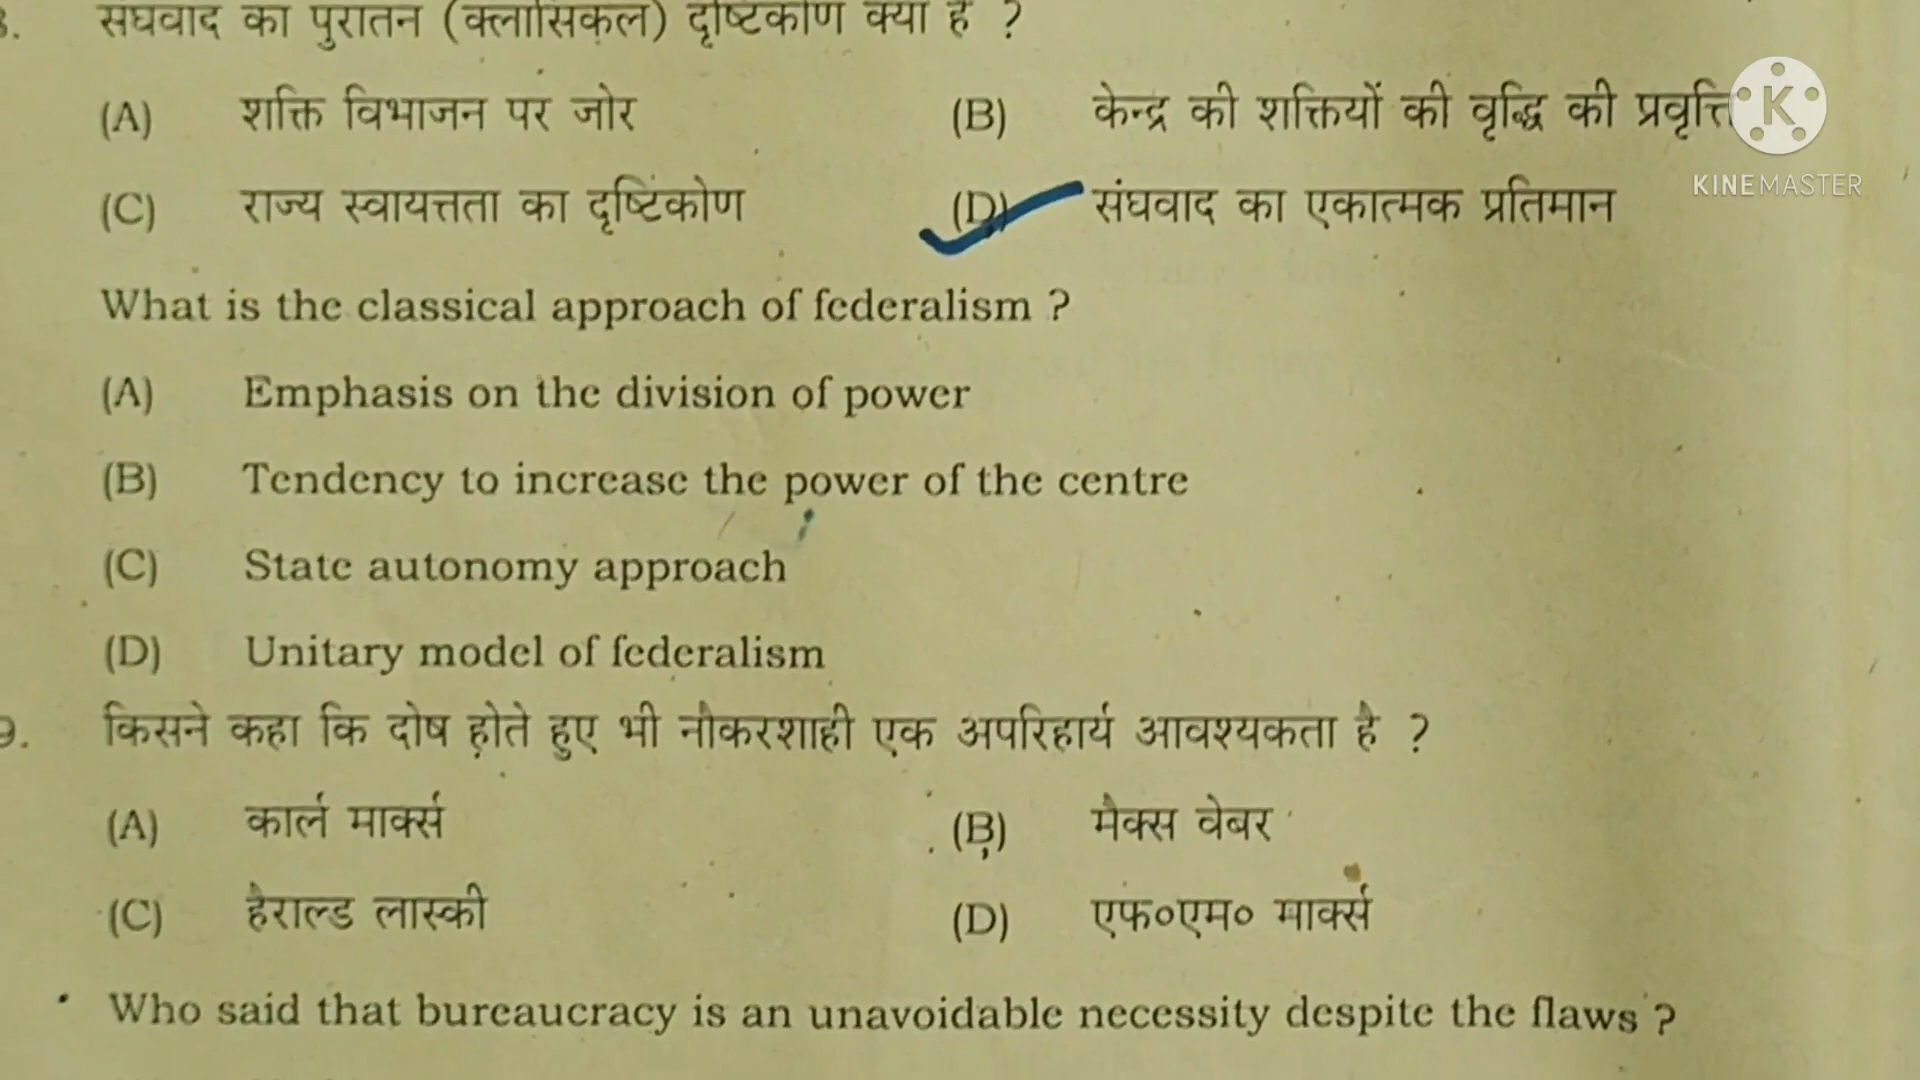 8. संघवाद का पुरातन (क्लासिकल) दृष्टिकोण क्या है ?
(A) शक्ति विभाजन पर जोर (B) केन्द्र की शक्तियों की वृद्धि की प्रवृत्ति
(C) राज्य स्वायत्तता का दृष्टिकोण (D) संघवाद का एकात्मक प्रतिमान
KINEMASTER
What is the classical approach of federalism ?
(A) Emphasis on the division of power
(B) Tendency to increase the power of the centre
(C) State autonomy approach
(D) Unitary model of federalism
9. किसने कहा कि दोष होते हुए भी नौकरशाही एक अपरिहार्य आवश्यकता है ?
(A) कार्ल मार्क्स (B) मैक्स वेबर
(C) हैराल्ड लास्की (D) एफ०एम० मार्क्स
Who said that bureaucracy is an unavoidable necessity despite the flaws ?